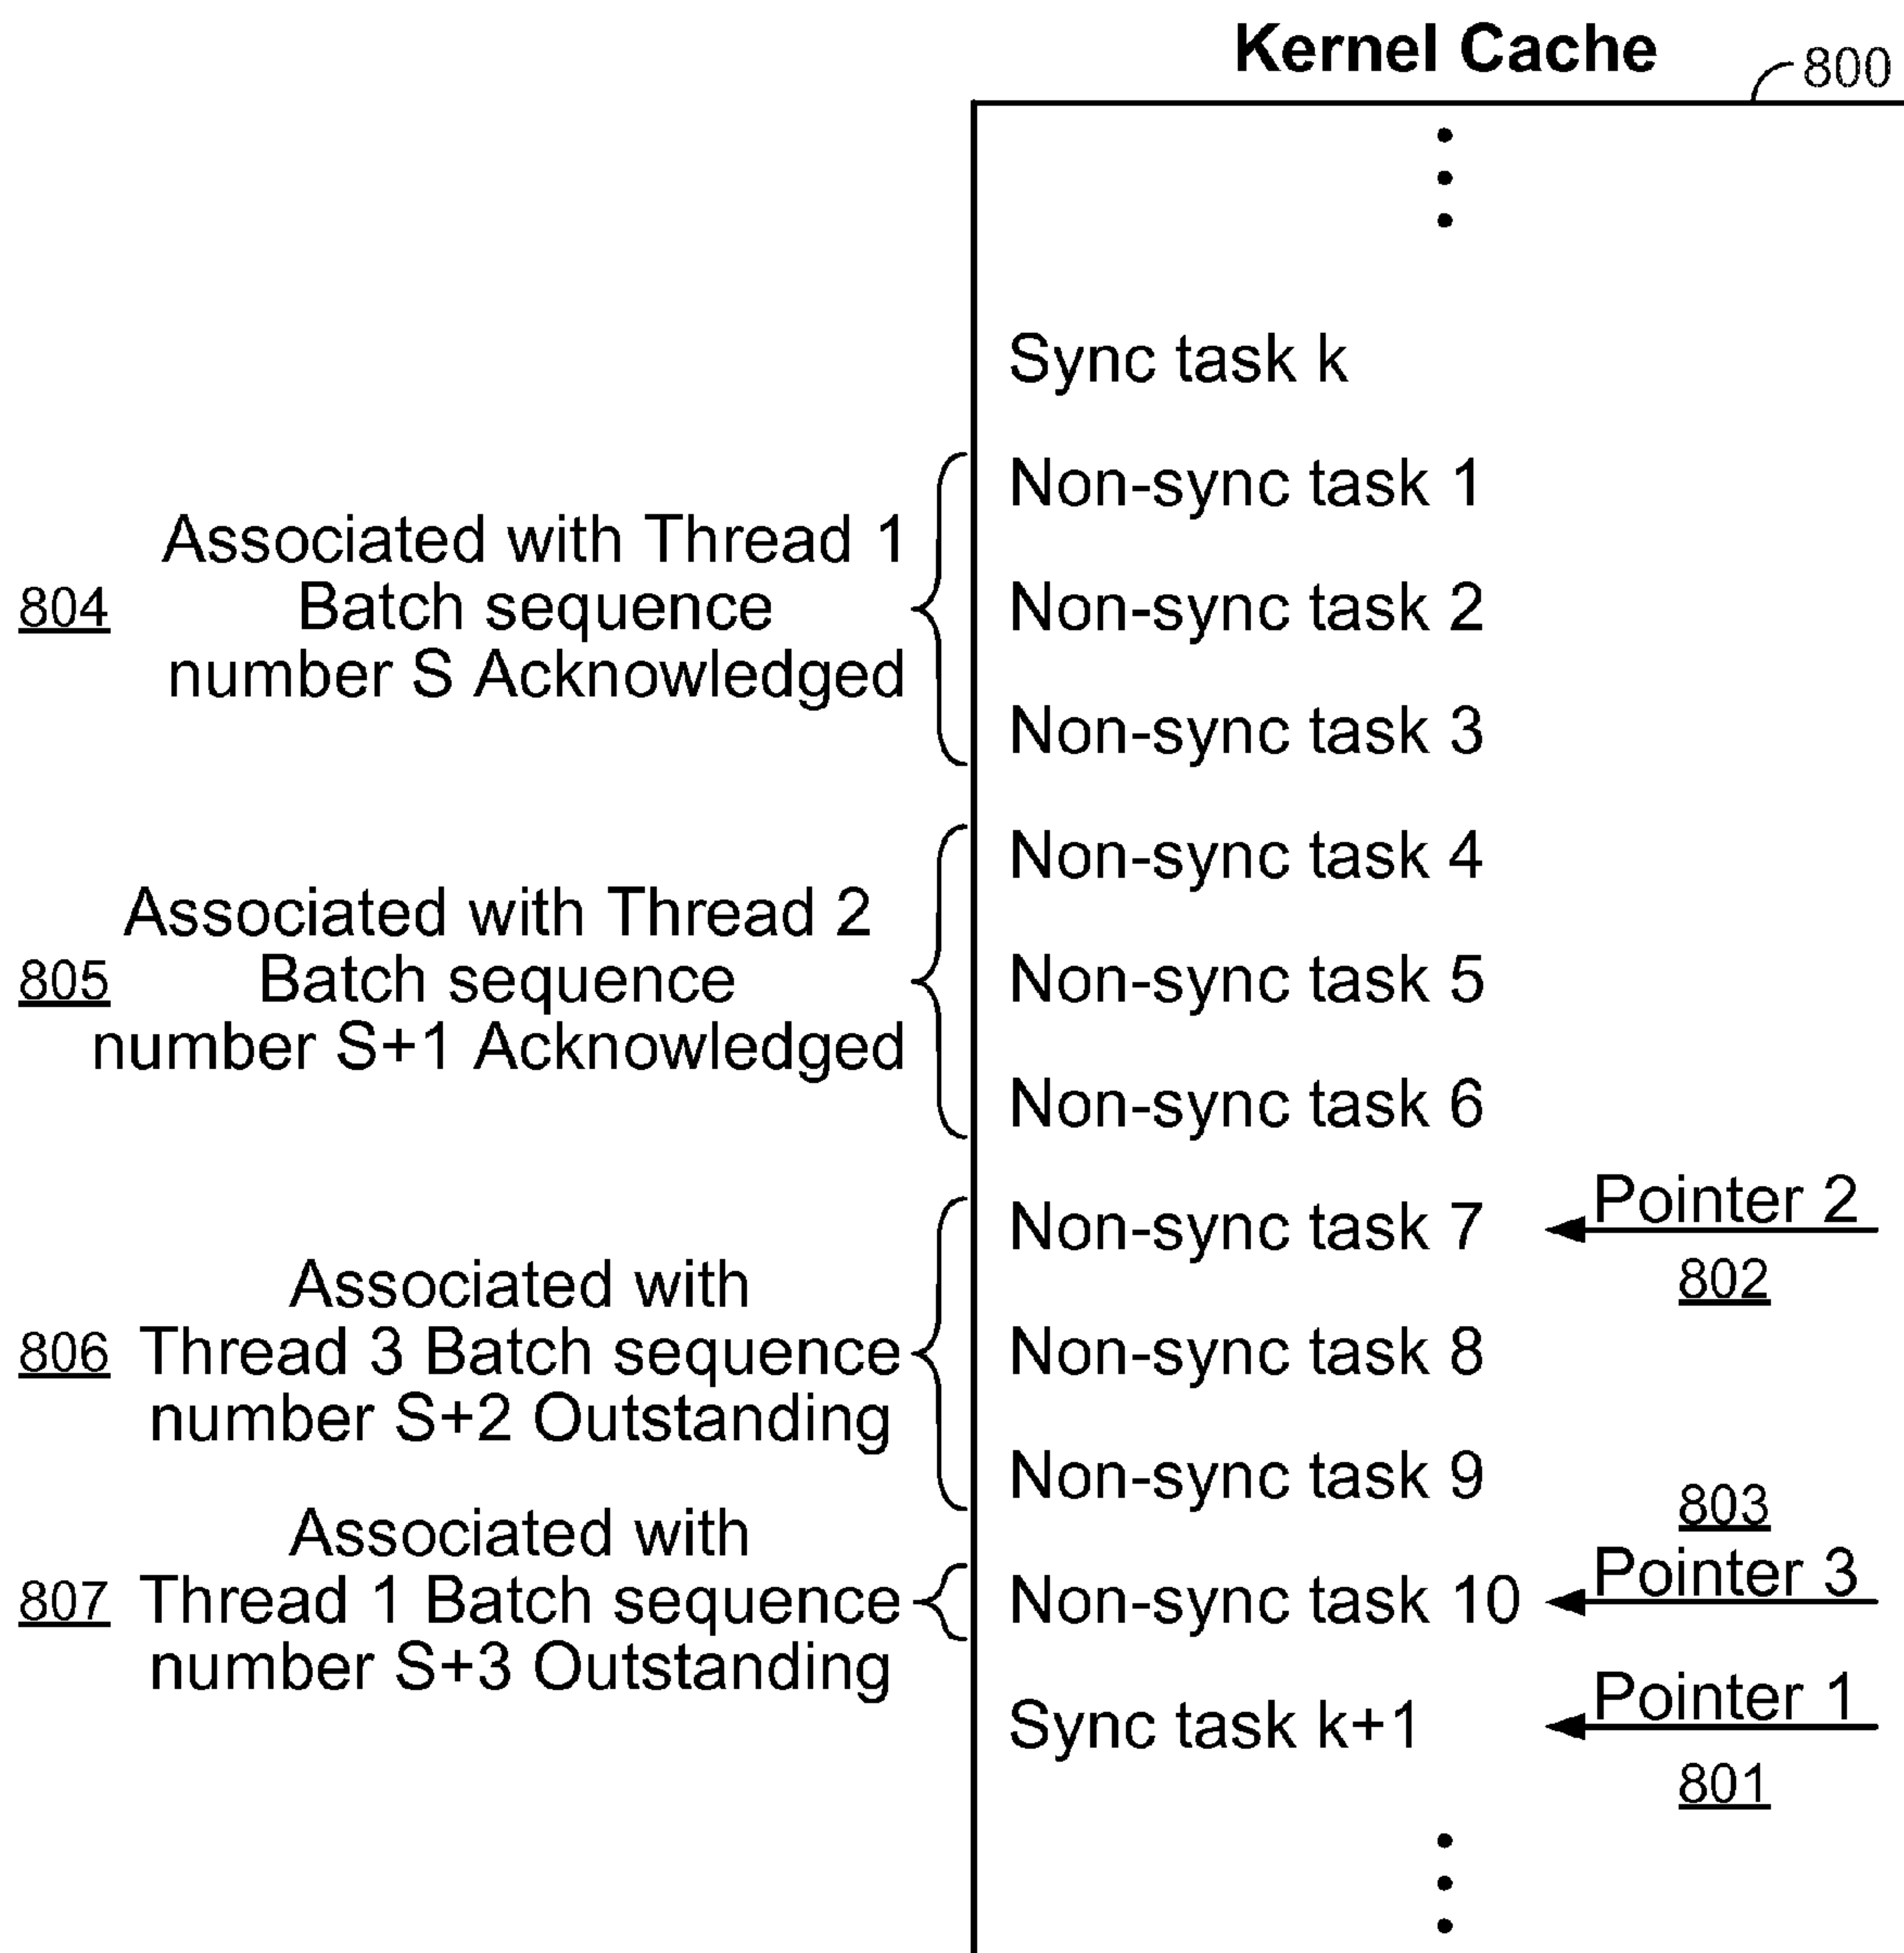 Kernel Cache
800
Sync task k
Non-sync task 1
Associated with Thread 1
804 Batch sequence
number S Acknowledged
Non-sync task 2
Non-sync task 3
Non-sync task 4
Associated with Thread 2
805 Batch sequence
number S+1 Acknowledged
Non-sync task 5
Non-sync task 6
Non-sync task 7
Pointer 2
802
Associated with
806 Thread 3 Batch sequence
number S+2 Outstanding
Non-sync task 8
Non-sync task 9
803
Associated with
807 Thread 1 Batch sequence
number S+3 Outstanding
Non-sync task 10
Pointer 3
Sync task k+1
Pointer 1
801